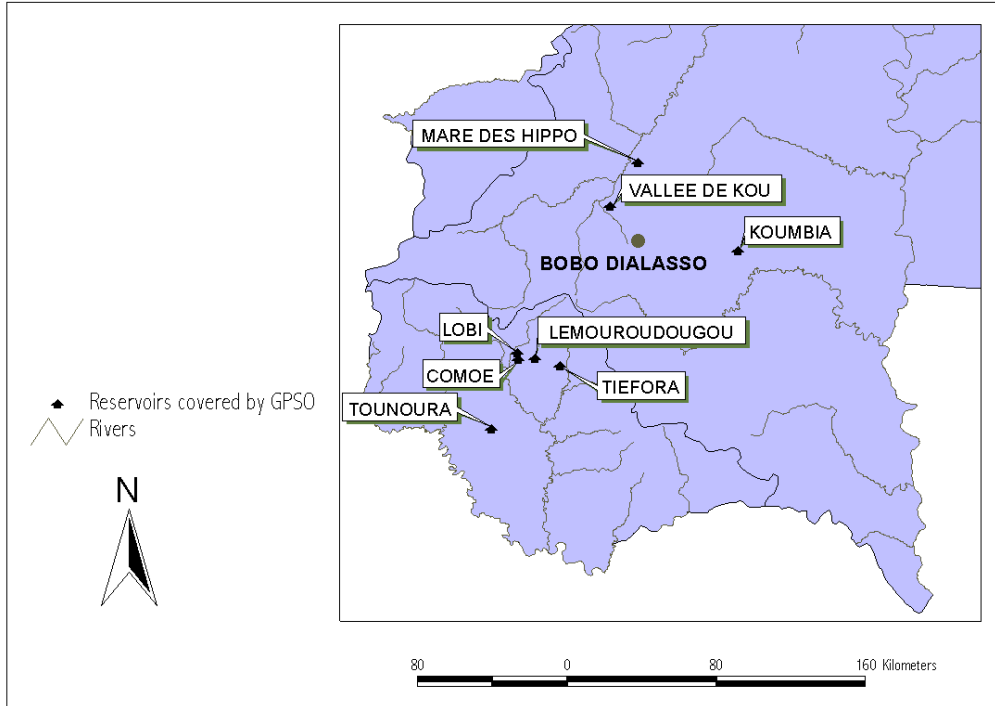 MARE DES HIPPO
VALLEE DE KOU
KOUMBIA
BOBO DIALASSO
LOBI
LEMOUROUDOUGOU
COMOE
TIEFORA
TOUNOURA
Reservoirs covered by GPSO
Rivers
N
80 0 80 160 Kilometers